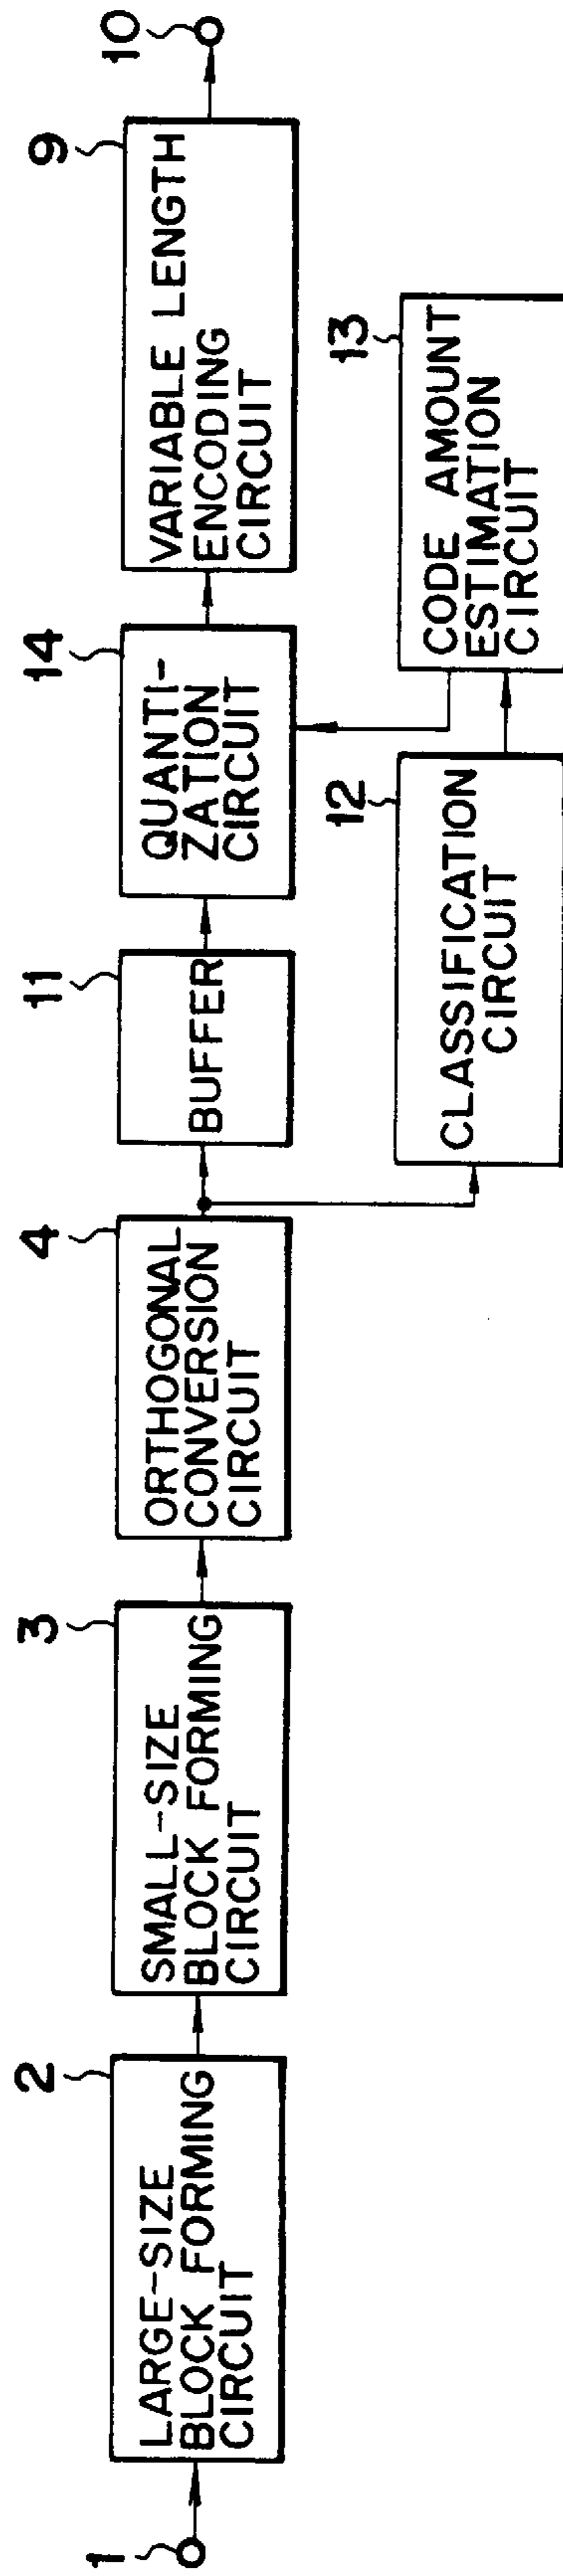 1
2
LARGE-SIZE
BLOCK FORMING
CIRCUIT
3
SMALL-SIZE
BLOCK FORMING
CIRCUIT
4
ORTHOGONAL
CONVERSION
CIRCUIT
11
BUFFER
14
QUANTI-
ZATION
CIRCUIT
9
VARIABLE LENGTH
ENCODING
CIRCUIT
10
12
CLASSIFICATION
CIRCUIT
13
CODE AMOUNT
ESTIMATION
CIRCUIT